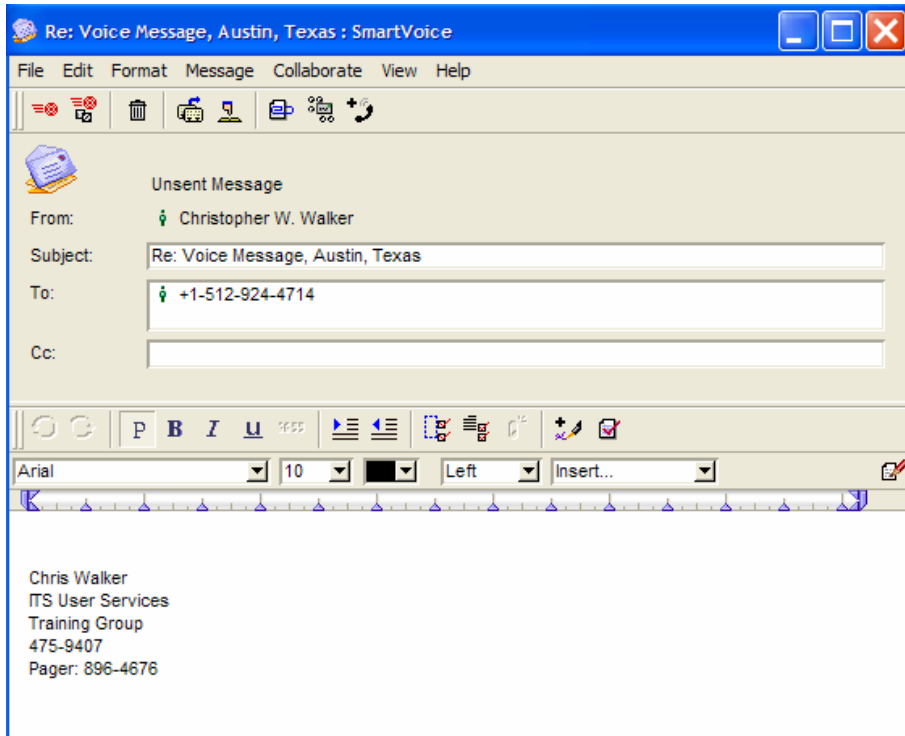 Re: Voice Message, Austin, Texas : SmartVoice
File Edit Format Message Collaborate View Help
Unsent Message
From: Christopher W. Walker
Subject: Re: Voice Message, Austin, Texas
To: +1-512-924-4714
Cc:
P B I U
Arial 10 Left Insert...
Chris Walker
ITS User Services
Training Group
475-9407
Pager: 896-4676